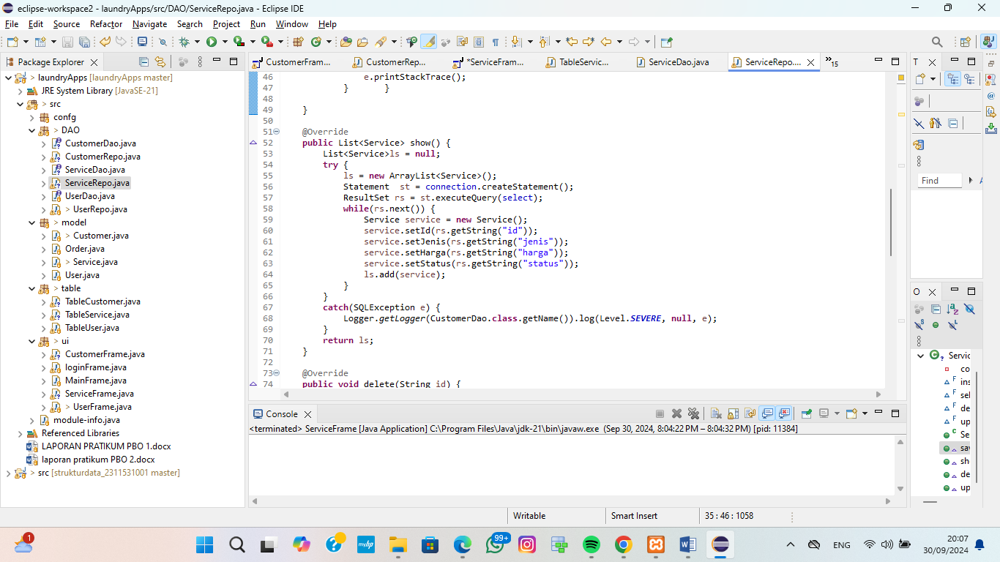 eclipse-workspace2 - laundryApps/src/DAO/ServiceRepo.java - Eclipse IDE
File Edit Source Refactor Navigate Search Project Run Window Help
Package Explorer
> laundryApps [laundryApps master]
JRE System Library [JavaSE-21]
> src
confg
> DAO
CustomerDao.java
CustomerRepo.java
ServiceDao.java
ServiceRepo.java
UserDao.java
> UserRepo.java
> model
> Customer.java
Order.java
> Service.java
User.java
> table
TableCustomer.java
TableService.java
TableUser.java
> ui
CustomerFrame.java
loginFrame.java
MainFrame.java
ServiceFrame.java
> UserFrame.java
module-info.java
Referenced Libraries
LAPORAN PRATIKUM PBO 1.docx
laporan pratikum PBO 2.docx
> src [strukturdata_2311531001 master]
CustomerFram... CustomerRep... *ServiceFram... TableServic... ServiceDao.java ServiceRepo.... »15
46 e.printStackTrace();
47 } }
48
49 }
50
51 @Override
52 public List<Service> show() {
53 List<Service>ls = null;
54 try {
55 ls = new ArrayList<Service>();
56 Statement st = connection.createStatement();
57 ResultSet rs = st.executeQuery(select);
58 while(rs.next()) {
59 Service service = new Service();
60 service.setId(rs.getString("id"));
61 service.setJenis(rs.getString("jenis"));
62 service.setHarga(rs.getString("harga"));
63 service.setStatus(rs.getString("status"));
64 ls.add(service);
65 }
66 }
67 catch(SQLException e) {
68 Logger.getLogger(CustomerDao.class.getName()).log(Level.SEVERE, null, e);
69 }
70 return ls;
71 }
72
73 @Override
74 public void delete(String id) {
T
Find
O
Servic
co
ins
sel
de
up
Se
sav
sh
de
up
Console
<terminated> ServiceFrame [Java Application] C:\Program Files\Java\jdk-21\bin\javaw.exe (Sep 30, 2024, 8:04:22 PM – 8:04:32 PM) [pid: 11384]
Writable Smart Insert 35 : 46 : 1058
1
myhp
99+
ENG
20:07
30/09/2024